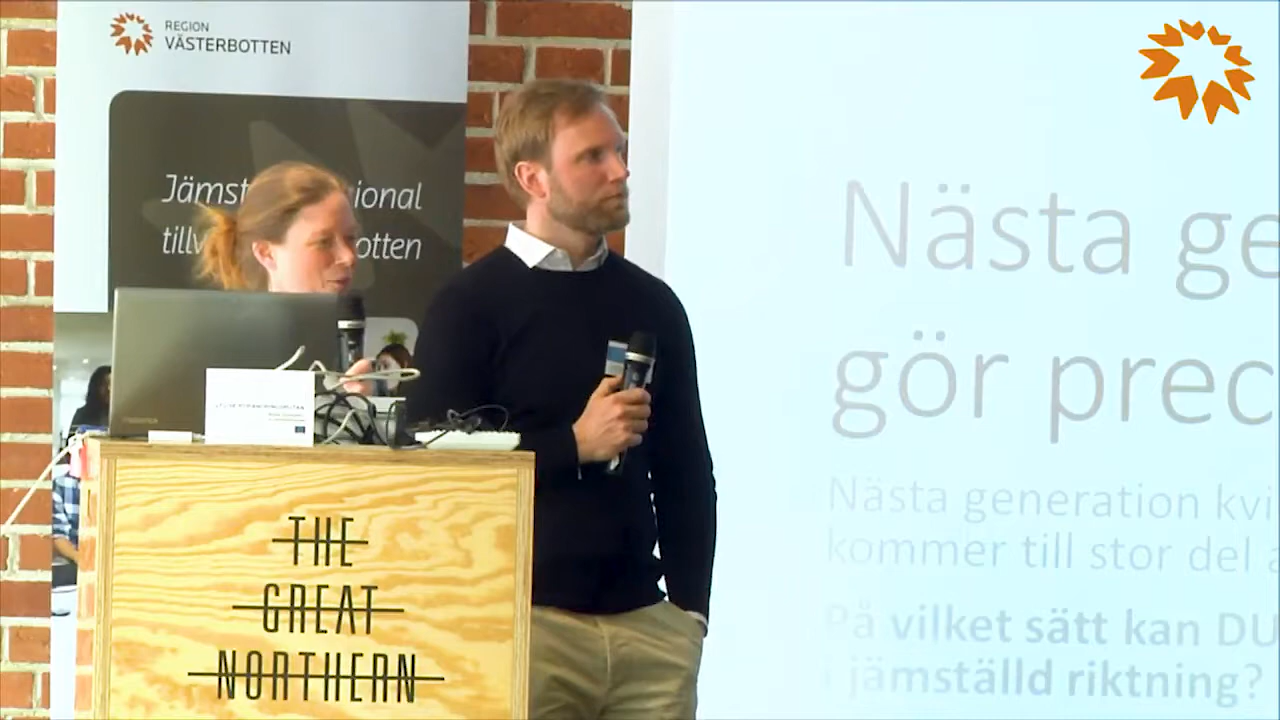 REGION
VÄSTERBOTTEN
Jämst ional
tillv otten
Nästa ge
gör prec
Nästa generation kvi
kommer till stor del a
På vilket sätt kan DU
i jämställd riktning?
THE
GREAT
NORTHERN